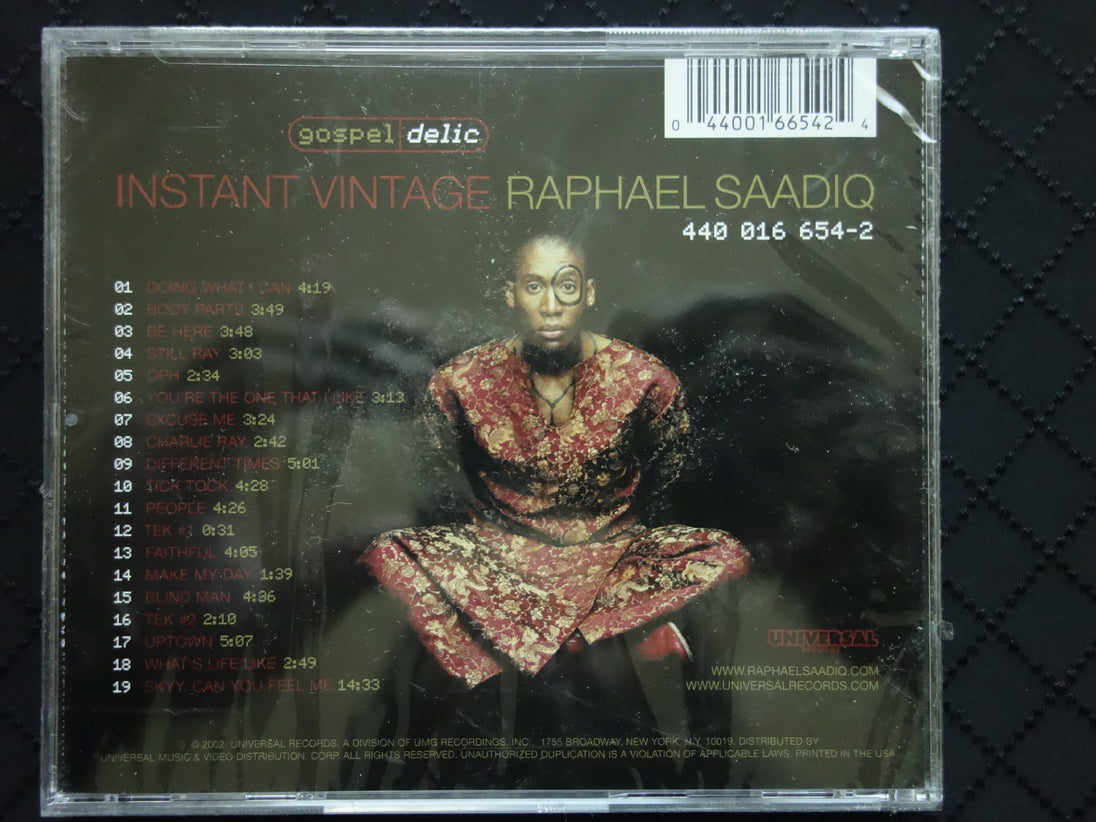 0 44001 66542 4
gospel delic
INSTANT VINTAGE RAPHAEL SAADIQ
440 016 654-2
01 DOING WHAT I CAN 4:19
02 BODY PARTS 3:49
03 BE HERE 3:48
04 STILL RAY 3:03
05 OPH 2:34
06 YOU'RE THE ONE THAT I LIKE 3:13
07 EXCUSE ME 3:24
08 CHARLIE RAY 2:42
09 DIFFERENT TIMES 5:01
10 TICK TOCK 4:28
11 PEOPLE 4:26
12 TEK #1 0:31
13 FAITHFUL 4:05
14 MAKE MY DAY 1:39
15 BLIND MAN 4:36
16 TEK #2 2:10
17 UPTOWN 5:07
18 WHAT'S LIFE LIKE 2:49
19 SKYY, CAN YOU FEEL ME 14:33
UNIVERSAL
RECORDS
WWW.RAPHAELSAADIQ.COM
WWW.UNIVERSALRECORDS.COM
© 2002 UNIVERSAL RECORDS, A DIVISION OF UMG RECORDINGS, INC., 1755 BROADWAY, NEW YORK, N.Y. 10019. DISTRIBUTED BY
UNIVERSAL MUSIC & VIDEO DISTRIBUTION, CORP. ALL RIGHTS RESERVED. UNAUTHORIZED DUPLICATION IS A VIOLATION OF APPLICABLE LAWS. PRINTED IN THE USA